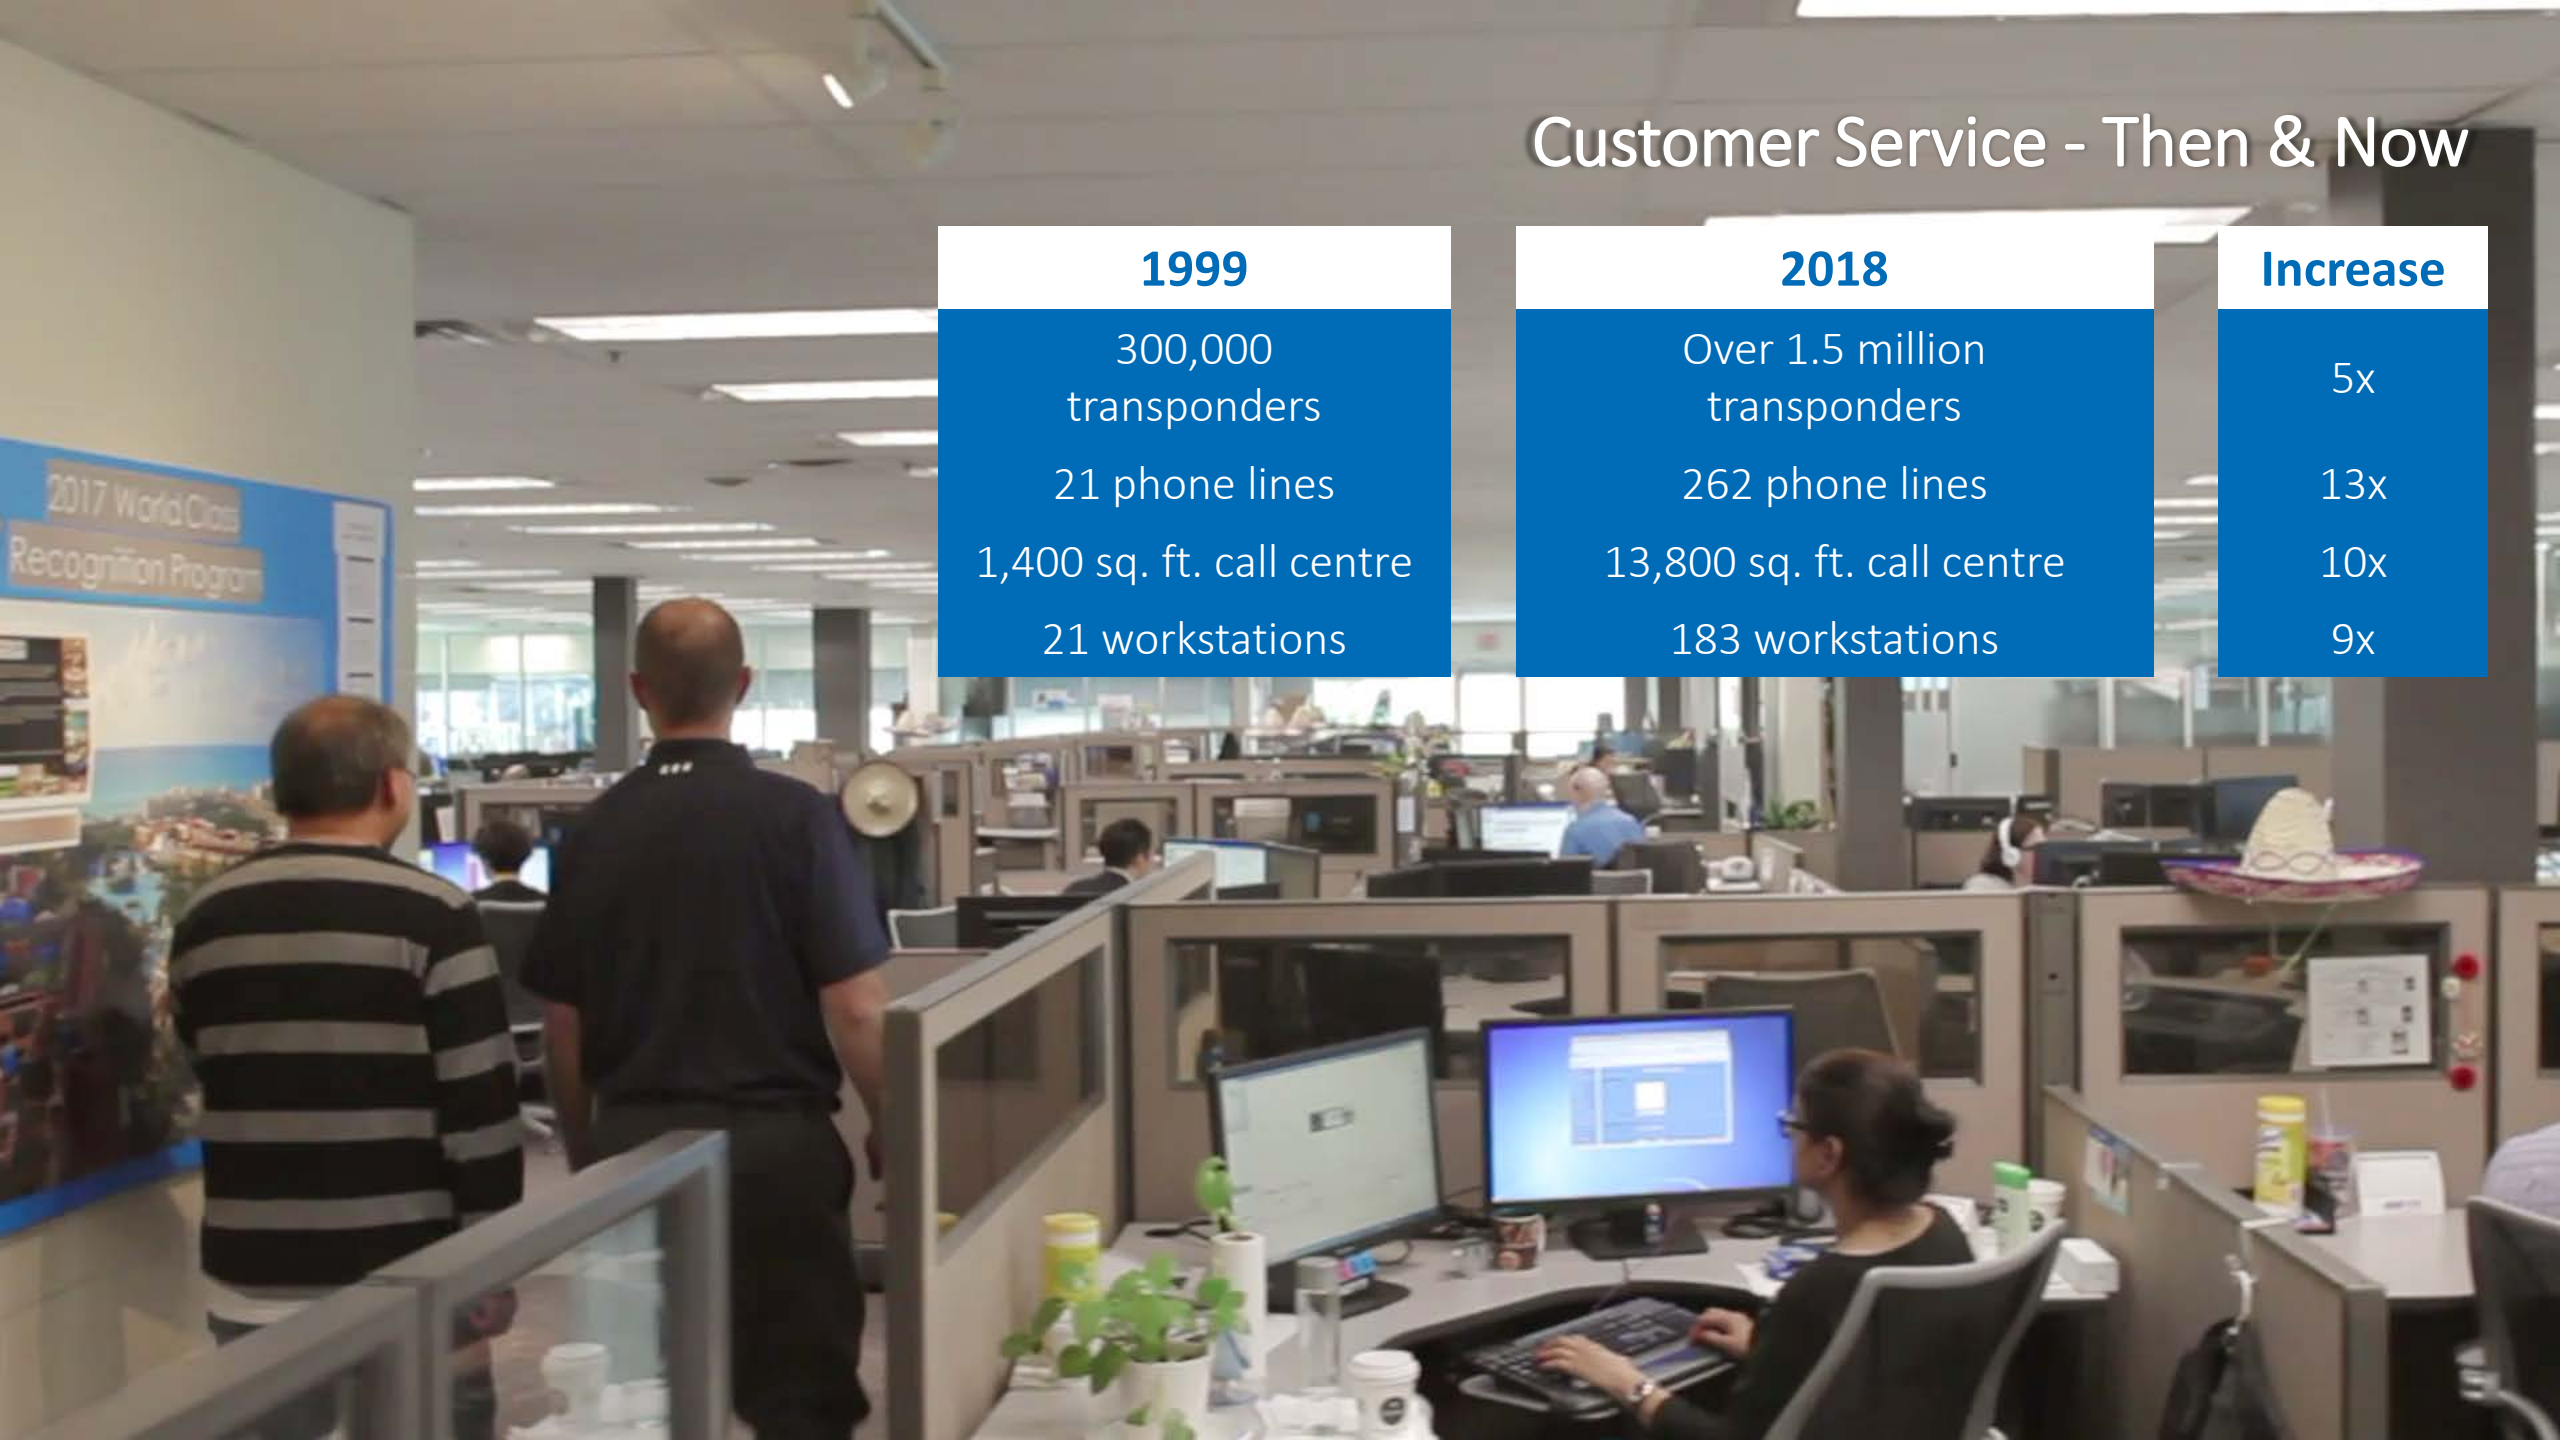 Customer Service - Then & Now
1999
2018
Increase
300,000
transponders
Over 1.5 million
transponders
5x
21 phone lines
262 phone lines
13x
1,400 sq. ft. call centre
13,800 sq. ft. call centre
10x
21 workstations
183 workstations
9x
2017 World Class
Recognition Program